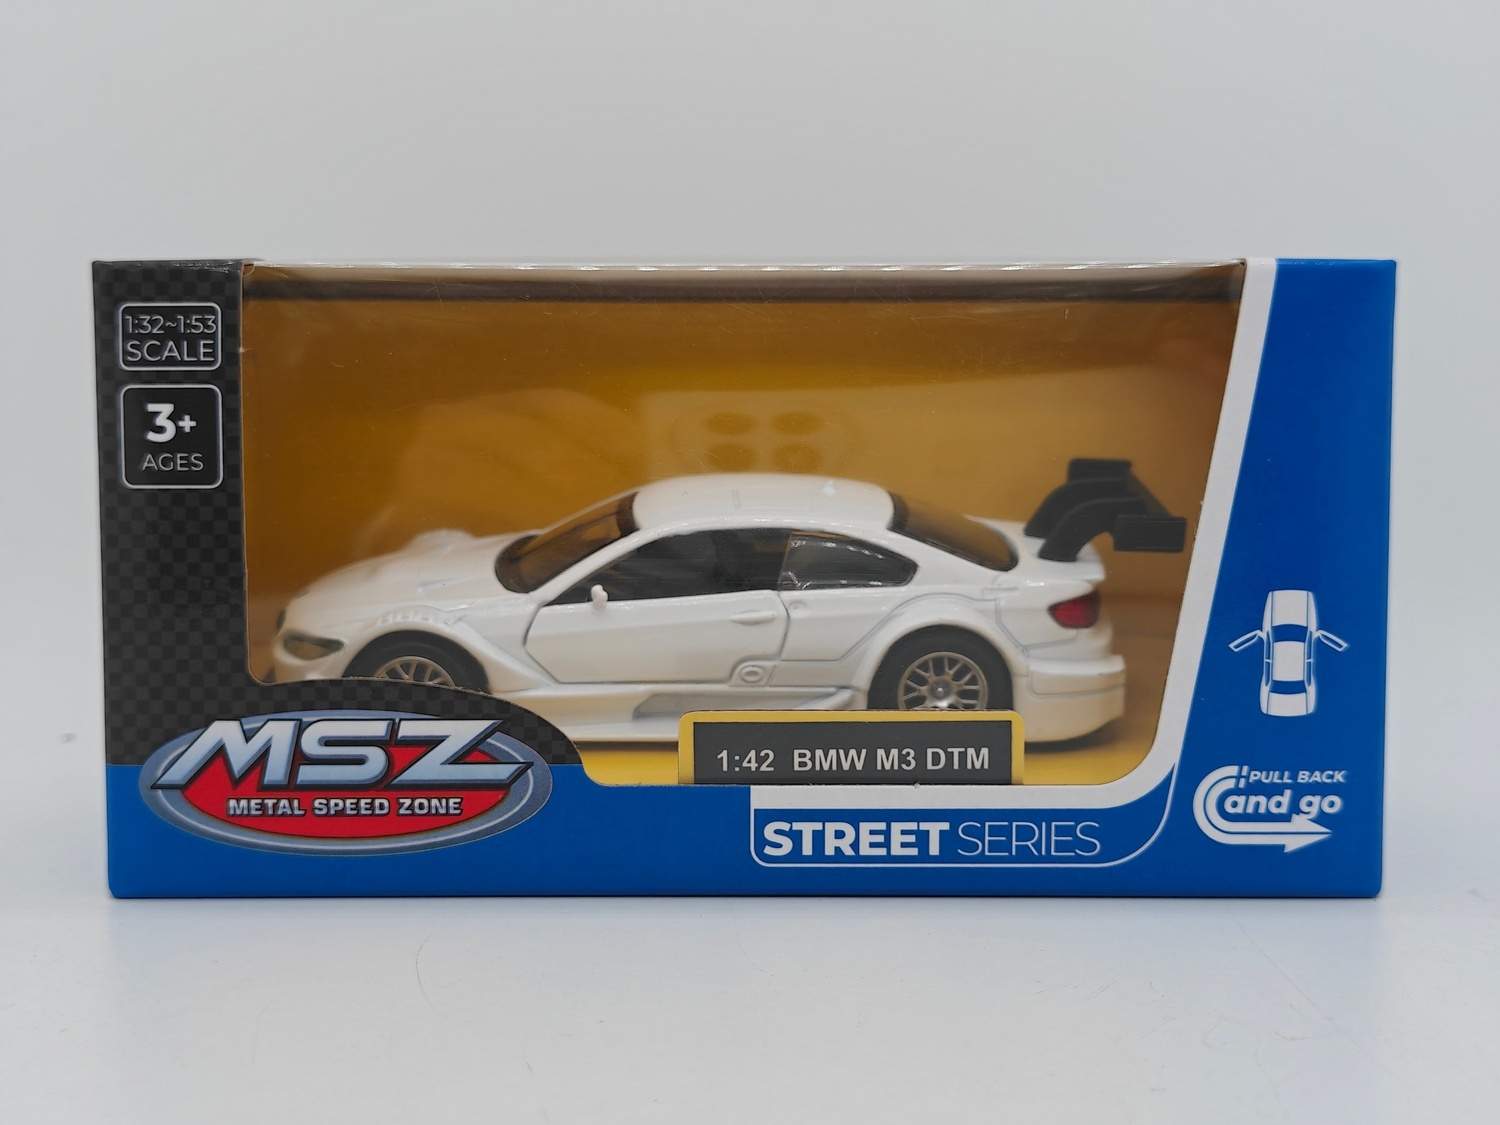 1:32~1:53
SCALE
3+
AGES
MSZ
METAL SPEED ZONE
1:42 BMW M3 DTM
STREET SERIES
PULL BACK
and go